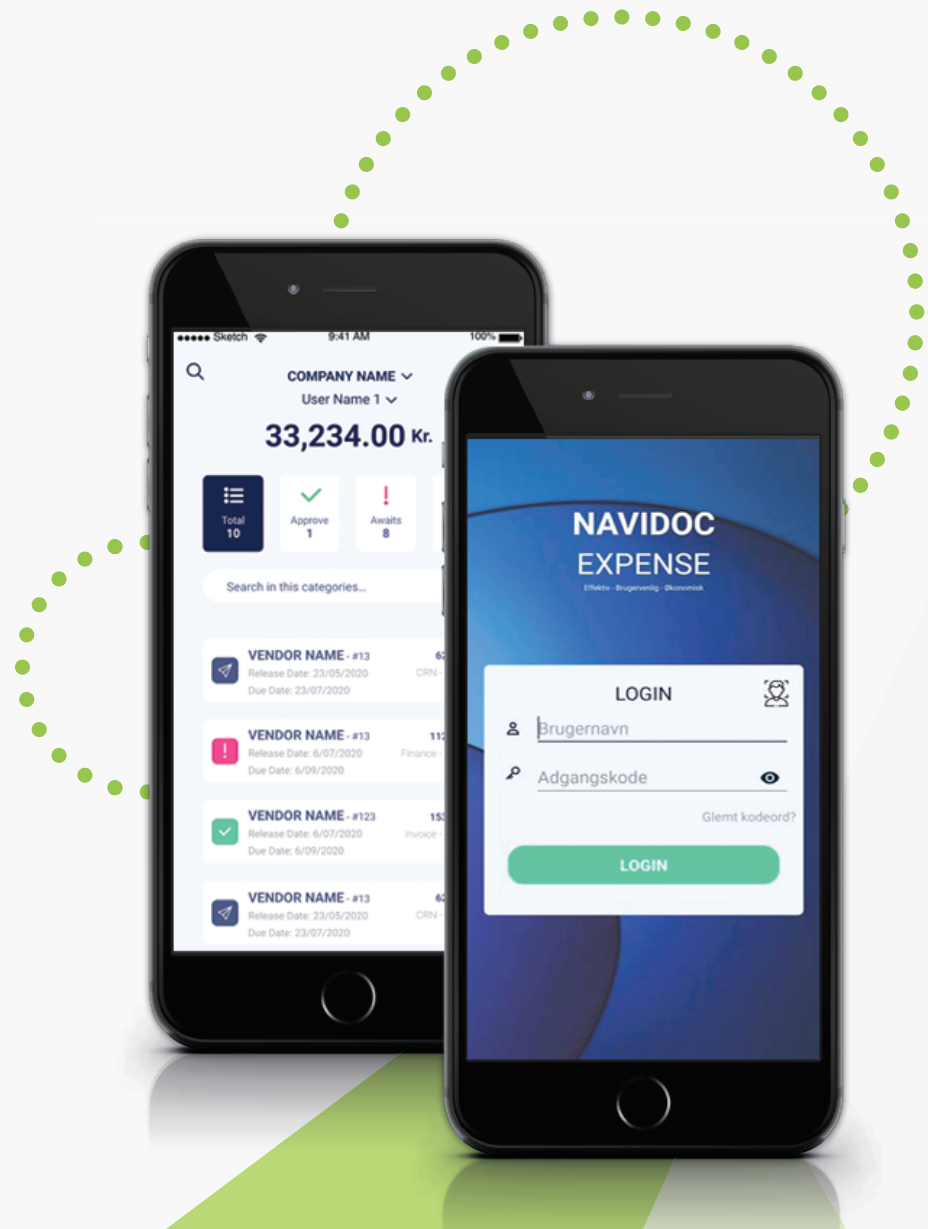 Sketch 9:41 AM 100%
COMPANY NAME
User Name 1
33,234.00 Kr.
Total
10
Approve
1
Awaits
8
Search in this categories...
VENDOR NAME - #13
Release Date: 23/05/2020
CRN -
Due Date: 23/07/2020
VENDOR NAME - #13
Release Date: 6/07/2020
Finance -
Due Date: 6/09/2020
VENDOR NAME - #123
Release Date: 6/07/2020
Invoice -
Due Date: 6/09/2020
VENDOR NAME - #13
Release Date: 23/05/2020
CRN -
Due Date: 23/07/2020
NAVIDOC
EXPENSE
Effektiv - Brugervenlig - Økonomisk
LOGIN
Brugernavn
Adgangskode
Glemt kodeord?
LOGIN